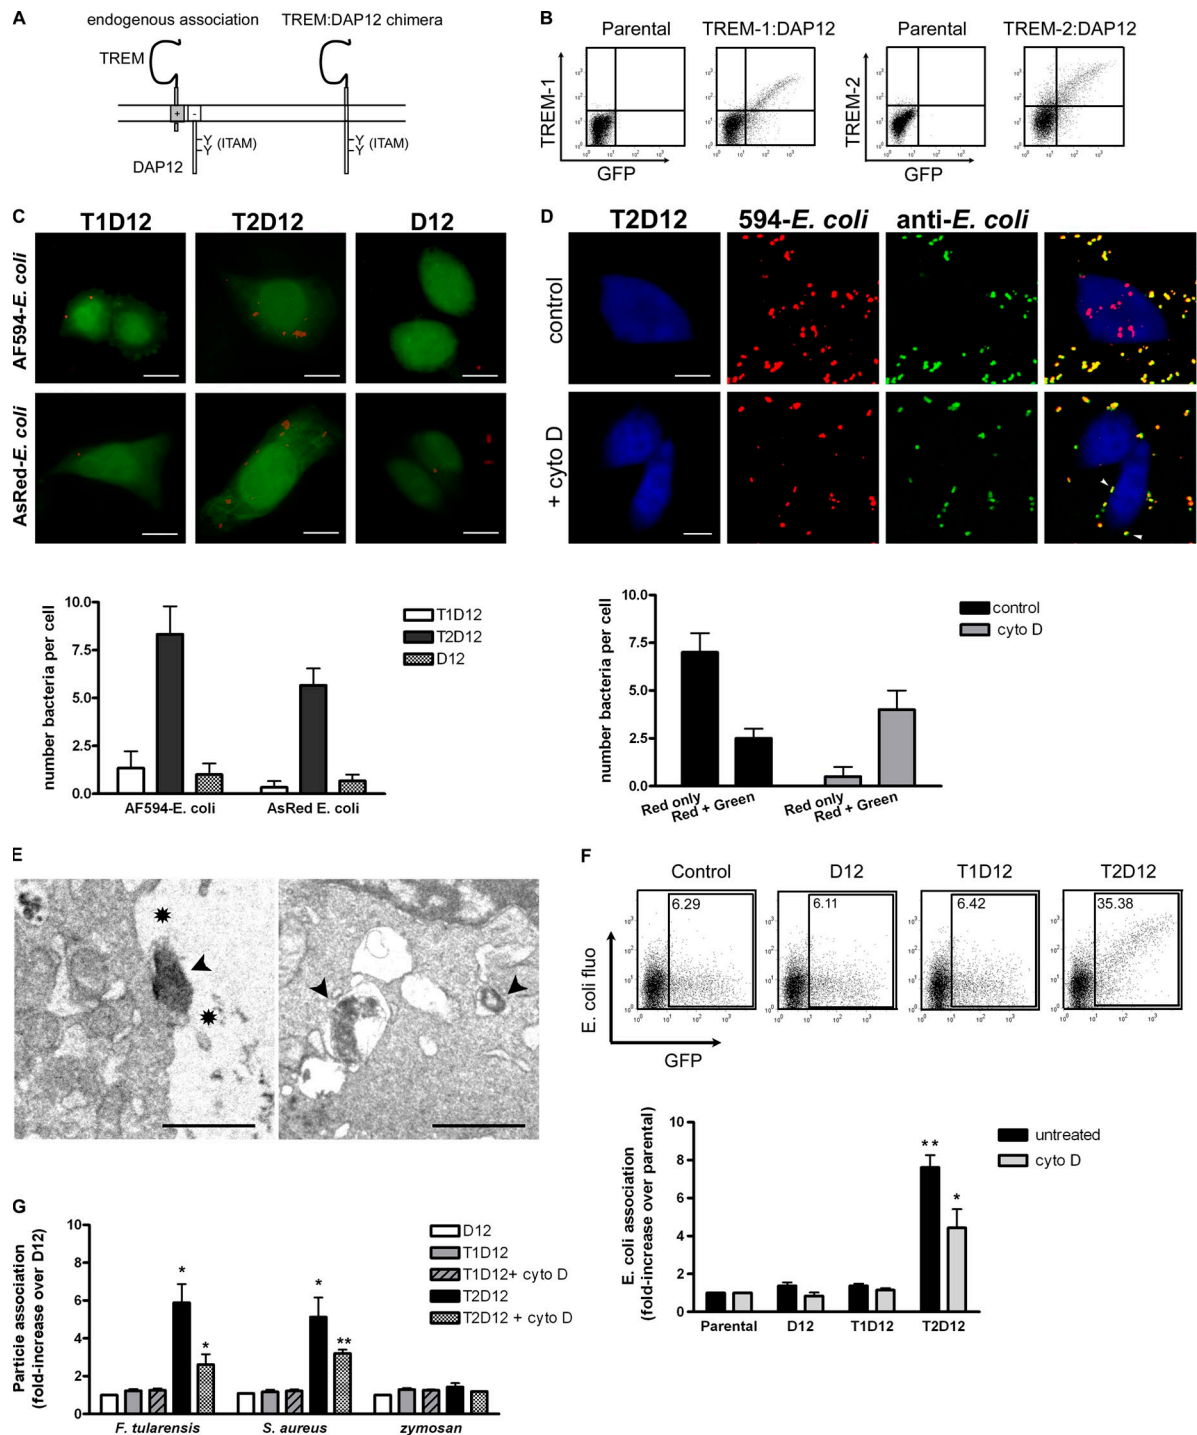 A
endogenous association
TREM:DAP12 chimera
TREM
+
-
Y
Y
(ITAM)
Y
Y
(ITAM)
DAP12
B
Parental
TREM-1:DAP12
Parental
TREM-2:DAP12
TREM-1
TREM-2
GFP
GFP
C
T1D12
T2D12
D12
AF594-E. coli
AsRed-E. coli
D
T2D12
594-E. coli
anti-E. coli
control
+ cyto D
number bacteria per cell
10.0
7.5
5.0
2.5
0.0
AF594-E. coli
AsRed E. coli
T1D12
T2D12
D12
number bacteria per cell
10.0
7.5
5.0
2.5
0.0
Red only
Red + Green
Red only
Red + Green
control
cyto D
E
F
Control
D12
T1D12
T2D12
6.29
6.11
6.42
35.38
E. coli fluo
GFP
E. coli association
(fold-increase over parental)
10
8
6
4
2
0
**
*
Parental
D12
T1D12
T2D12
untreated
cyto D
G
Particle association
(fold-increase over D12)
10
8
6
4
2
0
*
*
*
**
F. tularensis
S. aureus
zymosan
D12
T1D12
T1D12+ cyto D
T2D12
T2D12 + cyto D